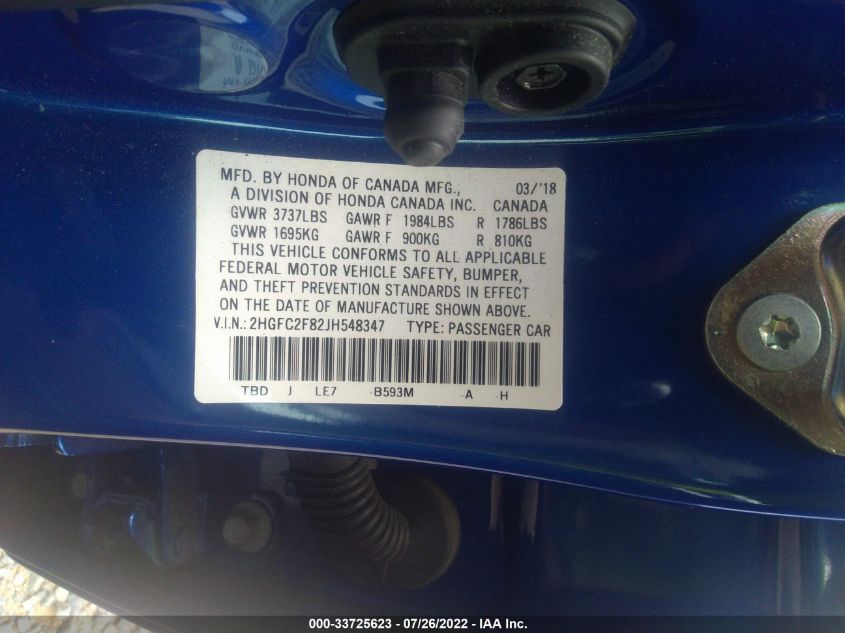 MFD. BY HONDA OF CANADA MFG., 03/'18
A DIVISION OF HONDA CANADA INC. CANADA
GVWR 3737LBS GAWR F 1984LBS R 1786LBS
GVWR 1695KG GAWR F 900KG R 810KG
THIS VEHICLE CONFORMS TO ALL APPLICABLE
FEDERAL MOTOR VEHICLE SAFETY, BUMPER,
AND THEFT PREVENTION STANDARDS IN EFFECT
ON THE DATE OF MANUFACTURE SHOWN ABOVE.
V.I.N.: 2HGFC2F82JH548347 TYPE: PASSENGER CAR
TBD J LE7 B593M A H
000-33725623 - 07/26/2022 - IAA Inc.